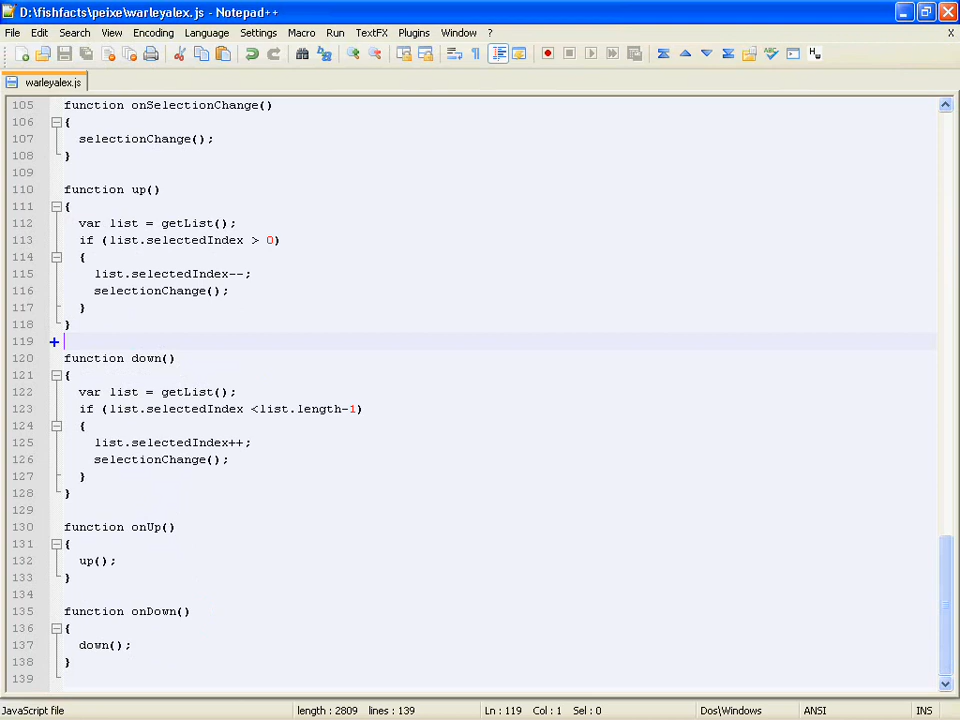 D:\fishfacts\peixe\warleyalex.js - Notepad++
File Edit Search View Encoding Language Settings Macro Run TextFX Plugins Window ? X
warleyalex.js
105 function onSelectionChange()
106 {
107 selectionChange();
108 }
109
110 function up()
111 {
112 var list = getList();
113 if (list.selectedIndex > 0)
114 {
115 list.selectedIndex--;
116 selectionChange();
117 }
118 }
119
120 function down()
121 {
122 var list = getList();
123 if (list.selectedIndex <list.length-1)
124 {
125 list.selectedIndex++;
126 selectionChange();
127 }
128 }
129
130 function onUp()
131 {
132 up();
133 }
134
135 function onDown()
136 {
137 down();
138 }
139
JavaScript file length : 2809 lines : 139 Ln : 119 Col : 1 Sel : 0 Dos\Windows ANSI INS